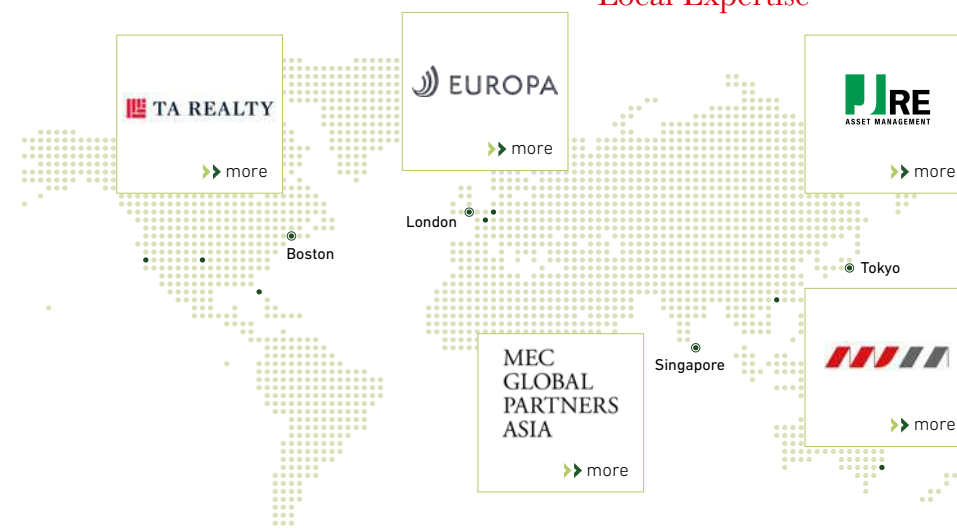 Local Expertise
TA REALTY
more
EUROPA
more
PJRE
ASSET MANAGEMENT
more
London
Boston
Tokyo
Singapore
MEC
GLOBAL
PARTNERS
ASIA
more
more